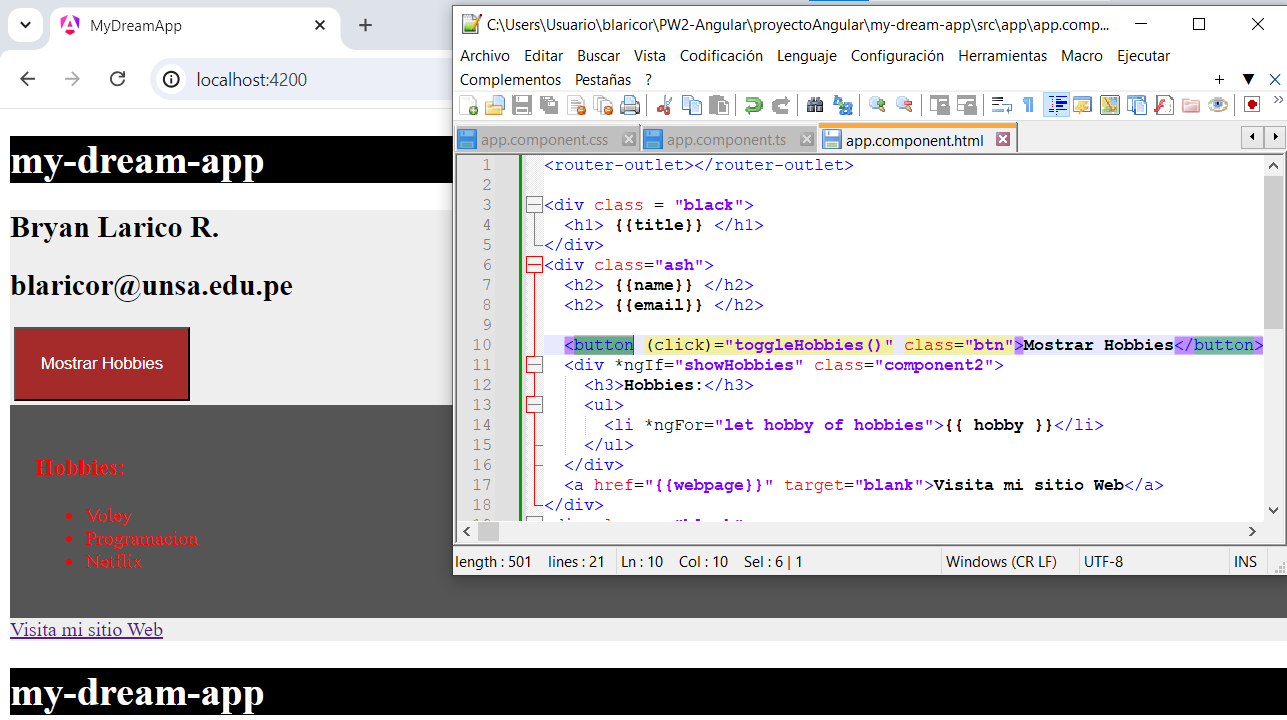 MyDreamApp
localhost:4200
my-dream-app
Bryan Larico R.
blaricor@unsa.edu.pe
Mostrar Hobbies
Hobbies:
Voley
Programacion
Netflix
Visita mi sitio Web
my-dream-app
C:\Users\Usuario\blaricor\PW2-Angular\proyectoAngular\my-dream-app\src\app\app.comp...
Archivo Editar Buscar Vista Codificación Lenguaje Configuración Herramientas Macro Ejecutar
Complementos Pestañas ?
app.component.css app.component.ts app.component.html
1 <router-outlet></router-outlet>
2
3 <div class = "black">
4 <h1> {{title}} </h1>
5 </div>
6 <div class="ash">
7 <h2> {{name}} </h2>
8 <h2> {{email}} </h2>
9
10 <button (click)="toggleHobbies()" class="btn">Mostrar Hobbies</button>
11 <div *ngIf="showHobbies" class="component2">
12 <h3>Hobbies:</h3>
13 <ul>
14 <li *ngFor="let hobby of hobbies">{{ hobby }}</li>
15 </ul>
16 </div>
17 <a href="{{webpage}}" target="blank">Visita mi sitio Web</a>
18 </div>
length : 501 lines : 21 Ln : 10 Col : 10 Sel : 6 | 1 Windows (CR LF) UTF-8 INS